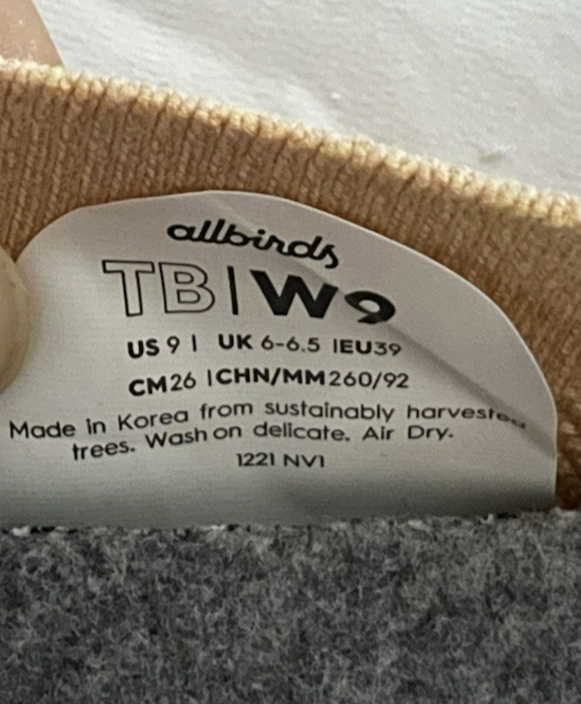 allbirds
TB|W9
US 9 | UK 6-6.5 |EU39
CM26 |CHN/MM260/92
Made in Korea from sustainably harvested
trees. Wash on delicate. Air Dry.
1221 NV1